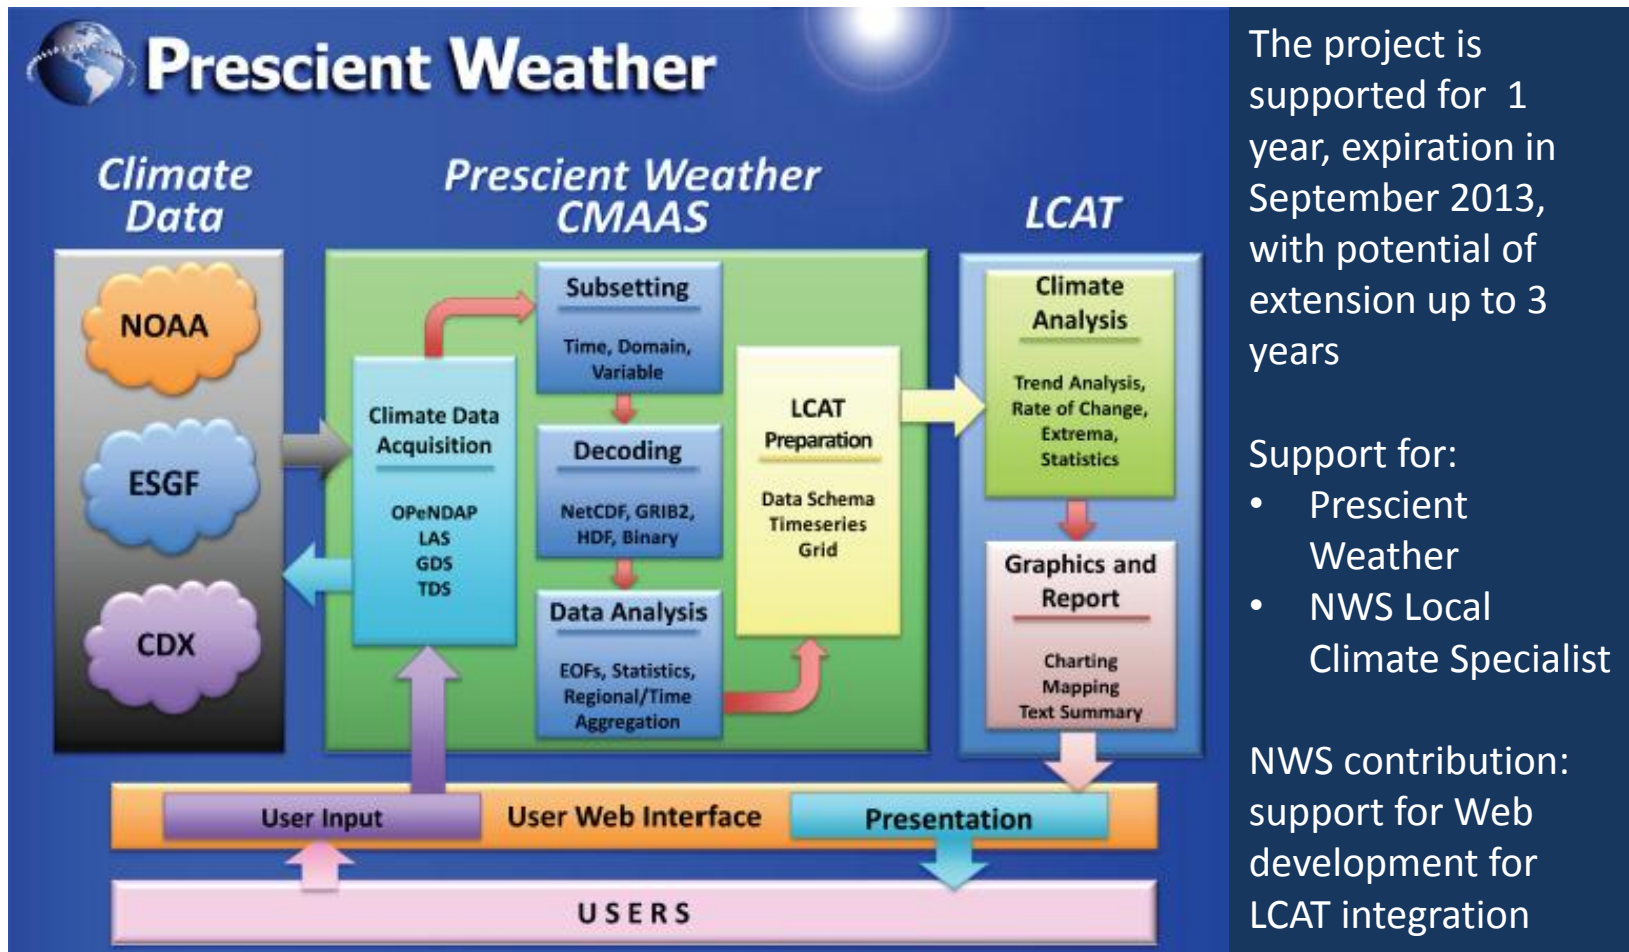 Prescient Weather
Climate
Data
Prescient Weather
CMAAS
LCAT
NOAA
ESGF
CDX
Climate Data
Acquisition
OPeNDAP
LAS
GDS
TDS
Subsetting
Time, Domain,
Variable
Decoding
NetCDF, GRIB2,
HDF, Binary
Data Analysis
EOFs, Statistics,
Regional/Time
Aggregation
LCAT
Preparation
Data Schema
Timeseries
Grid
Climate
Analysis
Trend Analysis,
Rate of Change,
Extrema,
Statistics
Graphics and
Report
Charting
Mapping
Text Summary
User Input
User Web Interface
Presentation
USERS
The project is
supported for 1
year, expiration in
September 2013,
with potential of
extension up to 3
years
Support for:
• Prescient
Weather
• NWS Local
Climate Specialist
NWS contribution:
support for Web
development for
LCAT integration